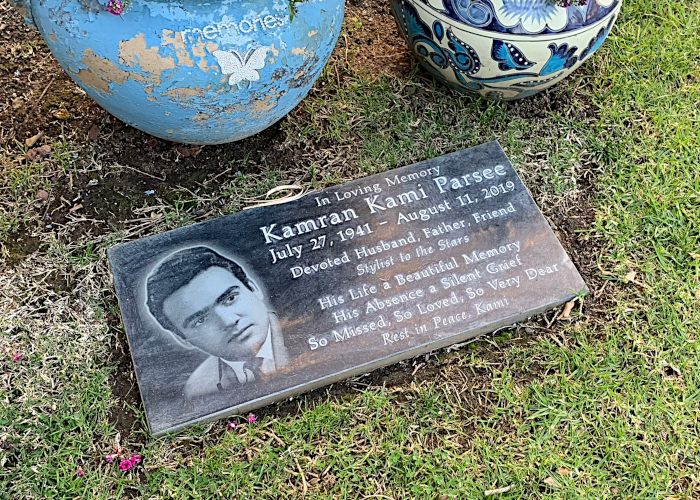 memories
In Loving Memory
Kamran Kami Parsee
July 27, 1941 – August 11, 2019
Devoted Husband, Father, Friend
Stylist to the Stars
His Life a Beautiful Memory
His Absence a Silent Grief
So Missed, So Loved, So Very Dear
Rest in Peace, Kami